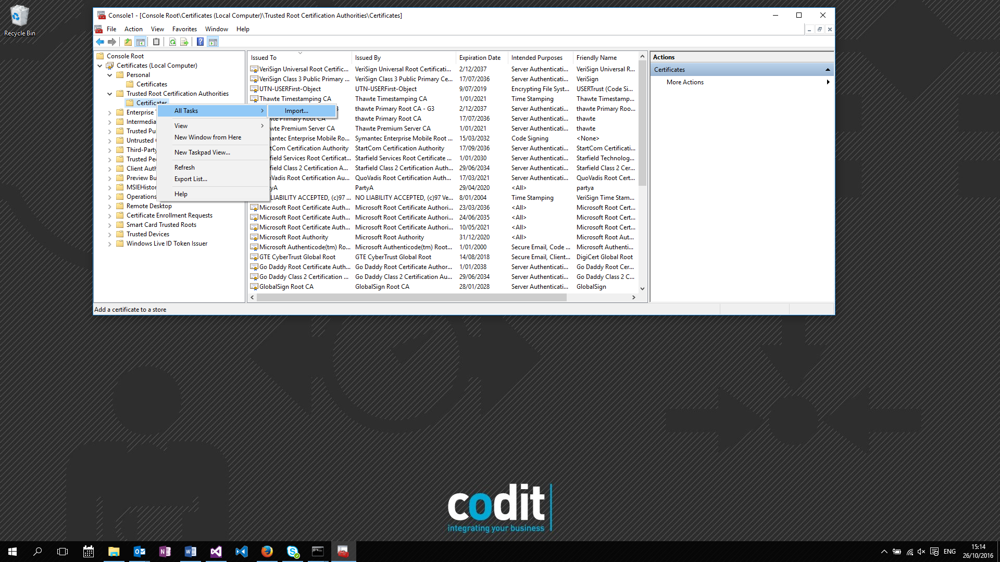 Recycle Bin
Console1 - [Console Root\Certificates (Local Computer)\Trusted Root Certification Authorities\Certificates]
File Action View Favorites Window Help
Console Root
Certificates (Local Computer)
Personal
Certificates
Trusted Root Certification Authorities
Certificates
Enterprise
Intermedia
Trusted Pu
Untrusted
Third-Party
Trusted Pe
Client Auth
Preview Bu
MSIEHistor
Operations
Remote Desktop
Certificate Enrollment Requests
Smart Card Trusted Roots
Trusted Devices
Windows Live ID Token Issuer
All Tasks
Import...
View
New Window from Here
New Taskpad View...
Refresh
Export List...
Help
Issued To Issued By Expiration Date Intended Purposes Friendly Name
VeriSign Universal Root Certific... VeriSign Universal Root Certificati... 2/12/2037 Server Authenticati... VeriSign Universal R...
VeriSign Class 3 Public Primary ... VeriSign Class 3 Public Primary Ce... 17/07/2036 Server Authenticati... VeriSign
UTN-USERFirst-Object UTN-USERFirst-Object 9/07/2019 Encrypting File Syst... USERTrust (Code Si...
Thawte Timestamping CA Thawte Timestamping CA 1/01/2021 Time Stamping Thawte Timestamp...
3 thawte Primary Root CA - G3 2/12/2037 Server Authenticati... thawte Primary Roo...
wte Primary Root CA thawte Primary Root CA 17/07/2036 Server Authenticati... thawte
wte Premium Server CA Thawte Premium Server CA 1/01/2021 Server Authenticati... thawte
mantec Enterprise Mobile Ro... Symantec Enterprise Mobile Root ... 15/03/2032 Code Signing <None>
rtCom Certification Authority StartCom Certification Authority 17/09/2036 Server Authenticati... StartCom Certificati...
field Services Root Certificat... Starfield Services Root Certificate ... 1/01/2030 Server Authenticati... Starfield Technolog...
field Class 2 Certification A... Starfield Class 2 Certification Auth... 29/06/2034 Server Authenticati... Starfield Class 2 Cer...
oVadis Root Certification Au... QuoVadis Root Certification Auth... 17/03/2021 Server Authenticati... QuoVadis Root Cert...
yA PartyA 29/04/2020 <All> partya
LIABILITY ACCEPTED, (c)97 ... NO LIABILITY ACCEPTED, (c)97 Ve... 8/01/2004 Time Stamping VeriSign Time Stam...
Microsoft Root Certificate Auth... Microsoft Root Certificate Authori... 23/03/2036 <All> Microsoft Root Cert...
Microsoft Root Certificate Auth... Microsoft Root Certificate Authori... 24/06/2035 <All> Microsoft Root Cert...
Microsoft Root Certificate Auth... Microsoft Root Certificate Authori... 10/05/2021 <All> Microsoft Root Cert...
Microsoft Root Authority Microsoft Root Authority 31/12/2020 <All> Microsoft Root Aut...
Microsoft Authenticode(tm) Ro... Microsoft Authenticode(tm) Root... 1/01/2000 Secure Email, Code ... Microsoft Authenti...
GTE CyberTrust Global Root GTE CyberTrust Global Root 14/08/2018 Secure Email, Client... DigiCert Global Root
Go Daddy Root Certificate Auth... Go Daddy Root Certificate Author... 1/01/2038 Server Authenticati... Go Daddy Root Cer...
Go Daddy Class 2 Certification ... Go Daddy Class 2 Certification Au... 29/06/2034 Server Authenticati... Go Daddy Class 2 C...
GlobalSign Root CA GlobalSign Root CA 28/01/2028 Server Authenticati... GlobalSign
Actions
Certificates
More Actions
Add a certificate to a store
codit
integrating your business
ENG
15:14
26/10/2016